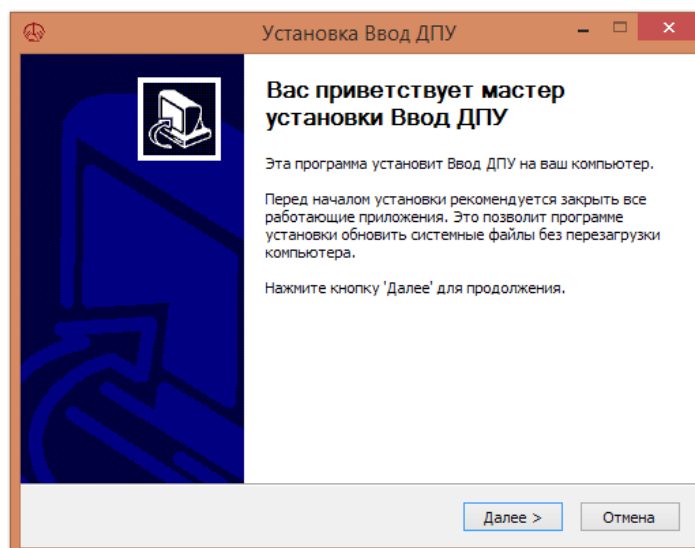 Установка Ввод ДПУ
Вас приветствует мастер
установки Ввод ДПУ
Эта программа установит Ввод ДПУ на ваш компьютер.
Перед началом установки рекомендуется закрыть все
работающие приложения. Это позволит программе
установки обновить системные файлы без перезагрузки
компьютера.
Нажмите кнопку 'Далее' для продолжения.
Далее >
Отмена